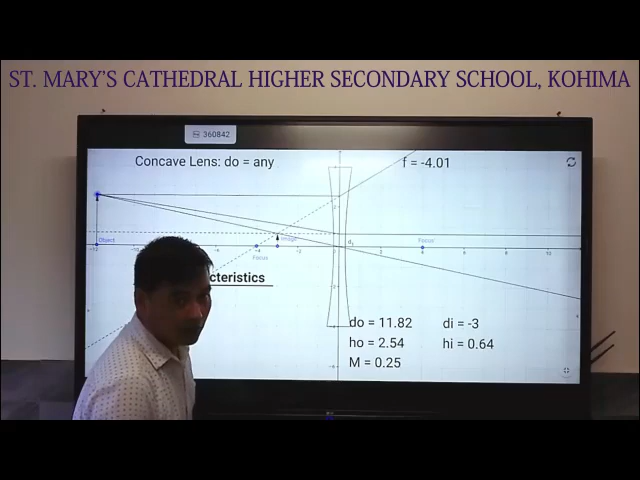 ST. MARY'S CATHEDRAL HIGHER SECONDARY SCHOOL, KOHIMA
360842
Concave Lens: do = any
f = -4.01
Object
Image
Focus
Focus
cteristics
do = 11.82
di = -3
ho = 2.54
hi = 0.64
M = 0.25